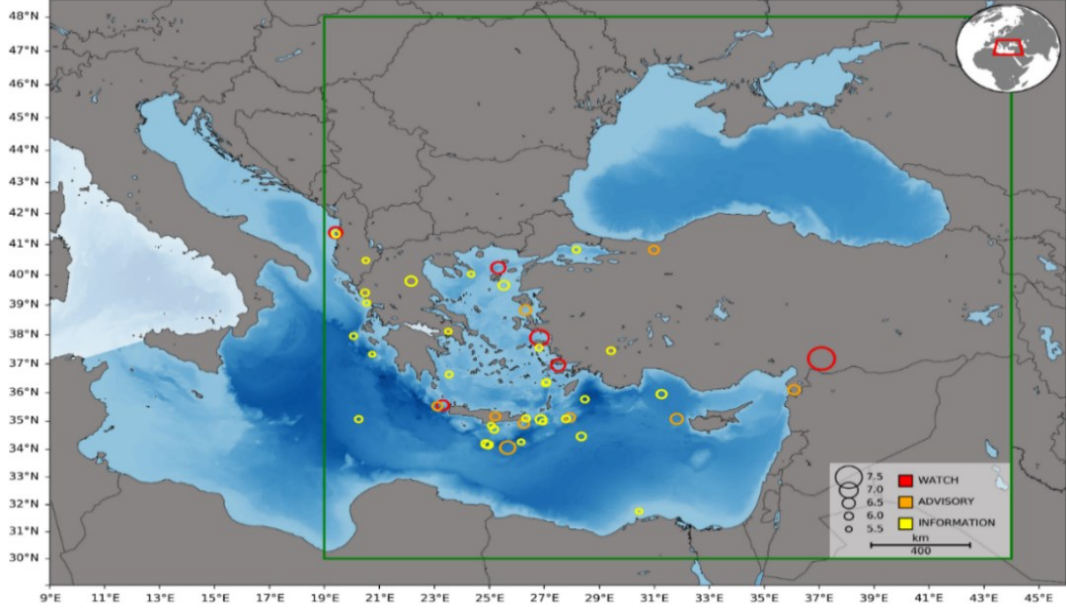 48°N
47°N
46°N
45°N
44°N
43°N
42°N
41°N
40°N
39°N
38°N
37°N
36°N
35°N
34°N
33°N
32°N
31°N
30°N
7.5
7.0
6.5
6.0
5.5
WATCH
ADVISORY
INFORMATION
km
400
9°E 11°E 13°E 15°E 17°E 19°E 21°E 23°E 25°E 27°E 29°E 31°E 33°E 35°E 37°E 39°E 41°E 43°E 45°E